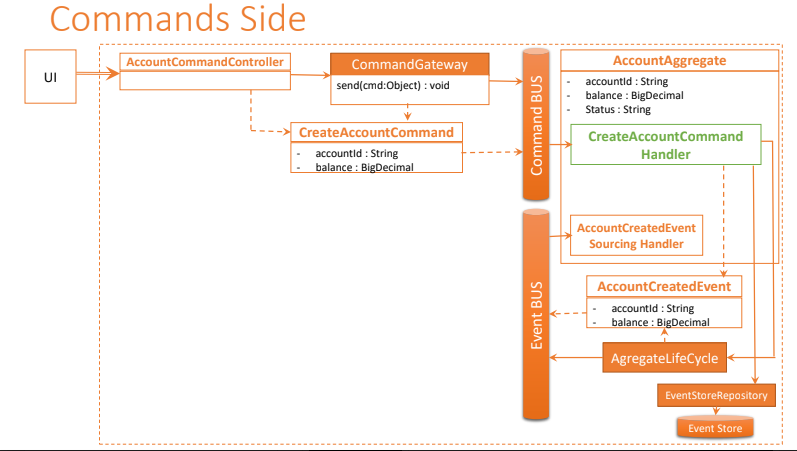 Commands Side
UI
AccountCommandController
CommandGateway
send(cmd:Object) : void
CreateAccountCommand
- accountId : String
- balance : BigDecimal
Command BUS
AccountAggregate
- accountId : String
- balance : BigDecimal
- Status : String
CreateAccountCommand
Handler
Event BUS
AccountCreatedEvent
Sourcing Handler
AccountCreatedEvent
- accountId : String
- balance : BigDecimal
AgregateLifeCycle
EventStoreRepository
Event Store